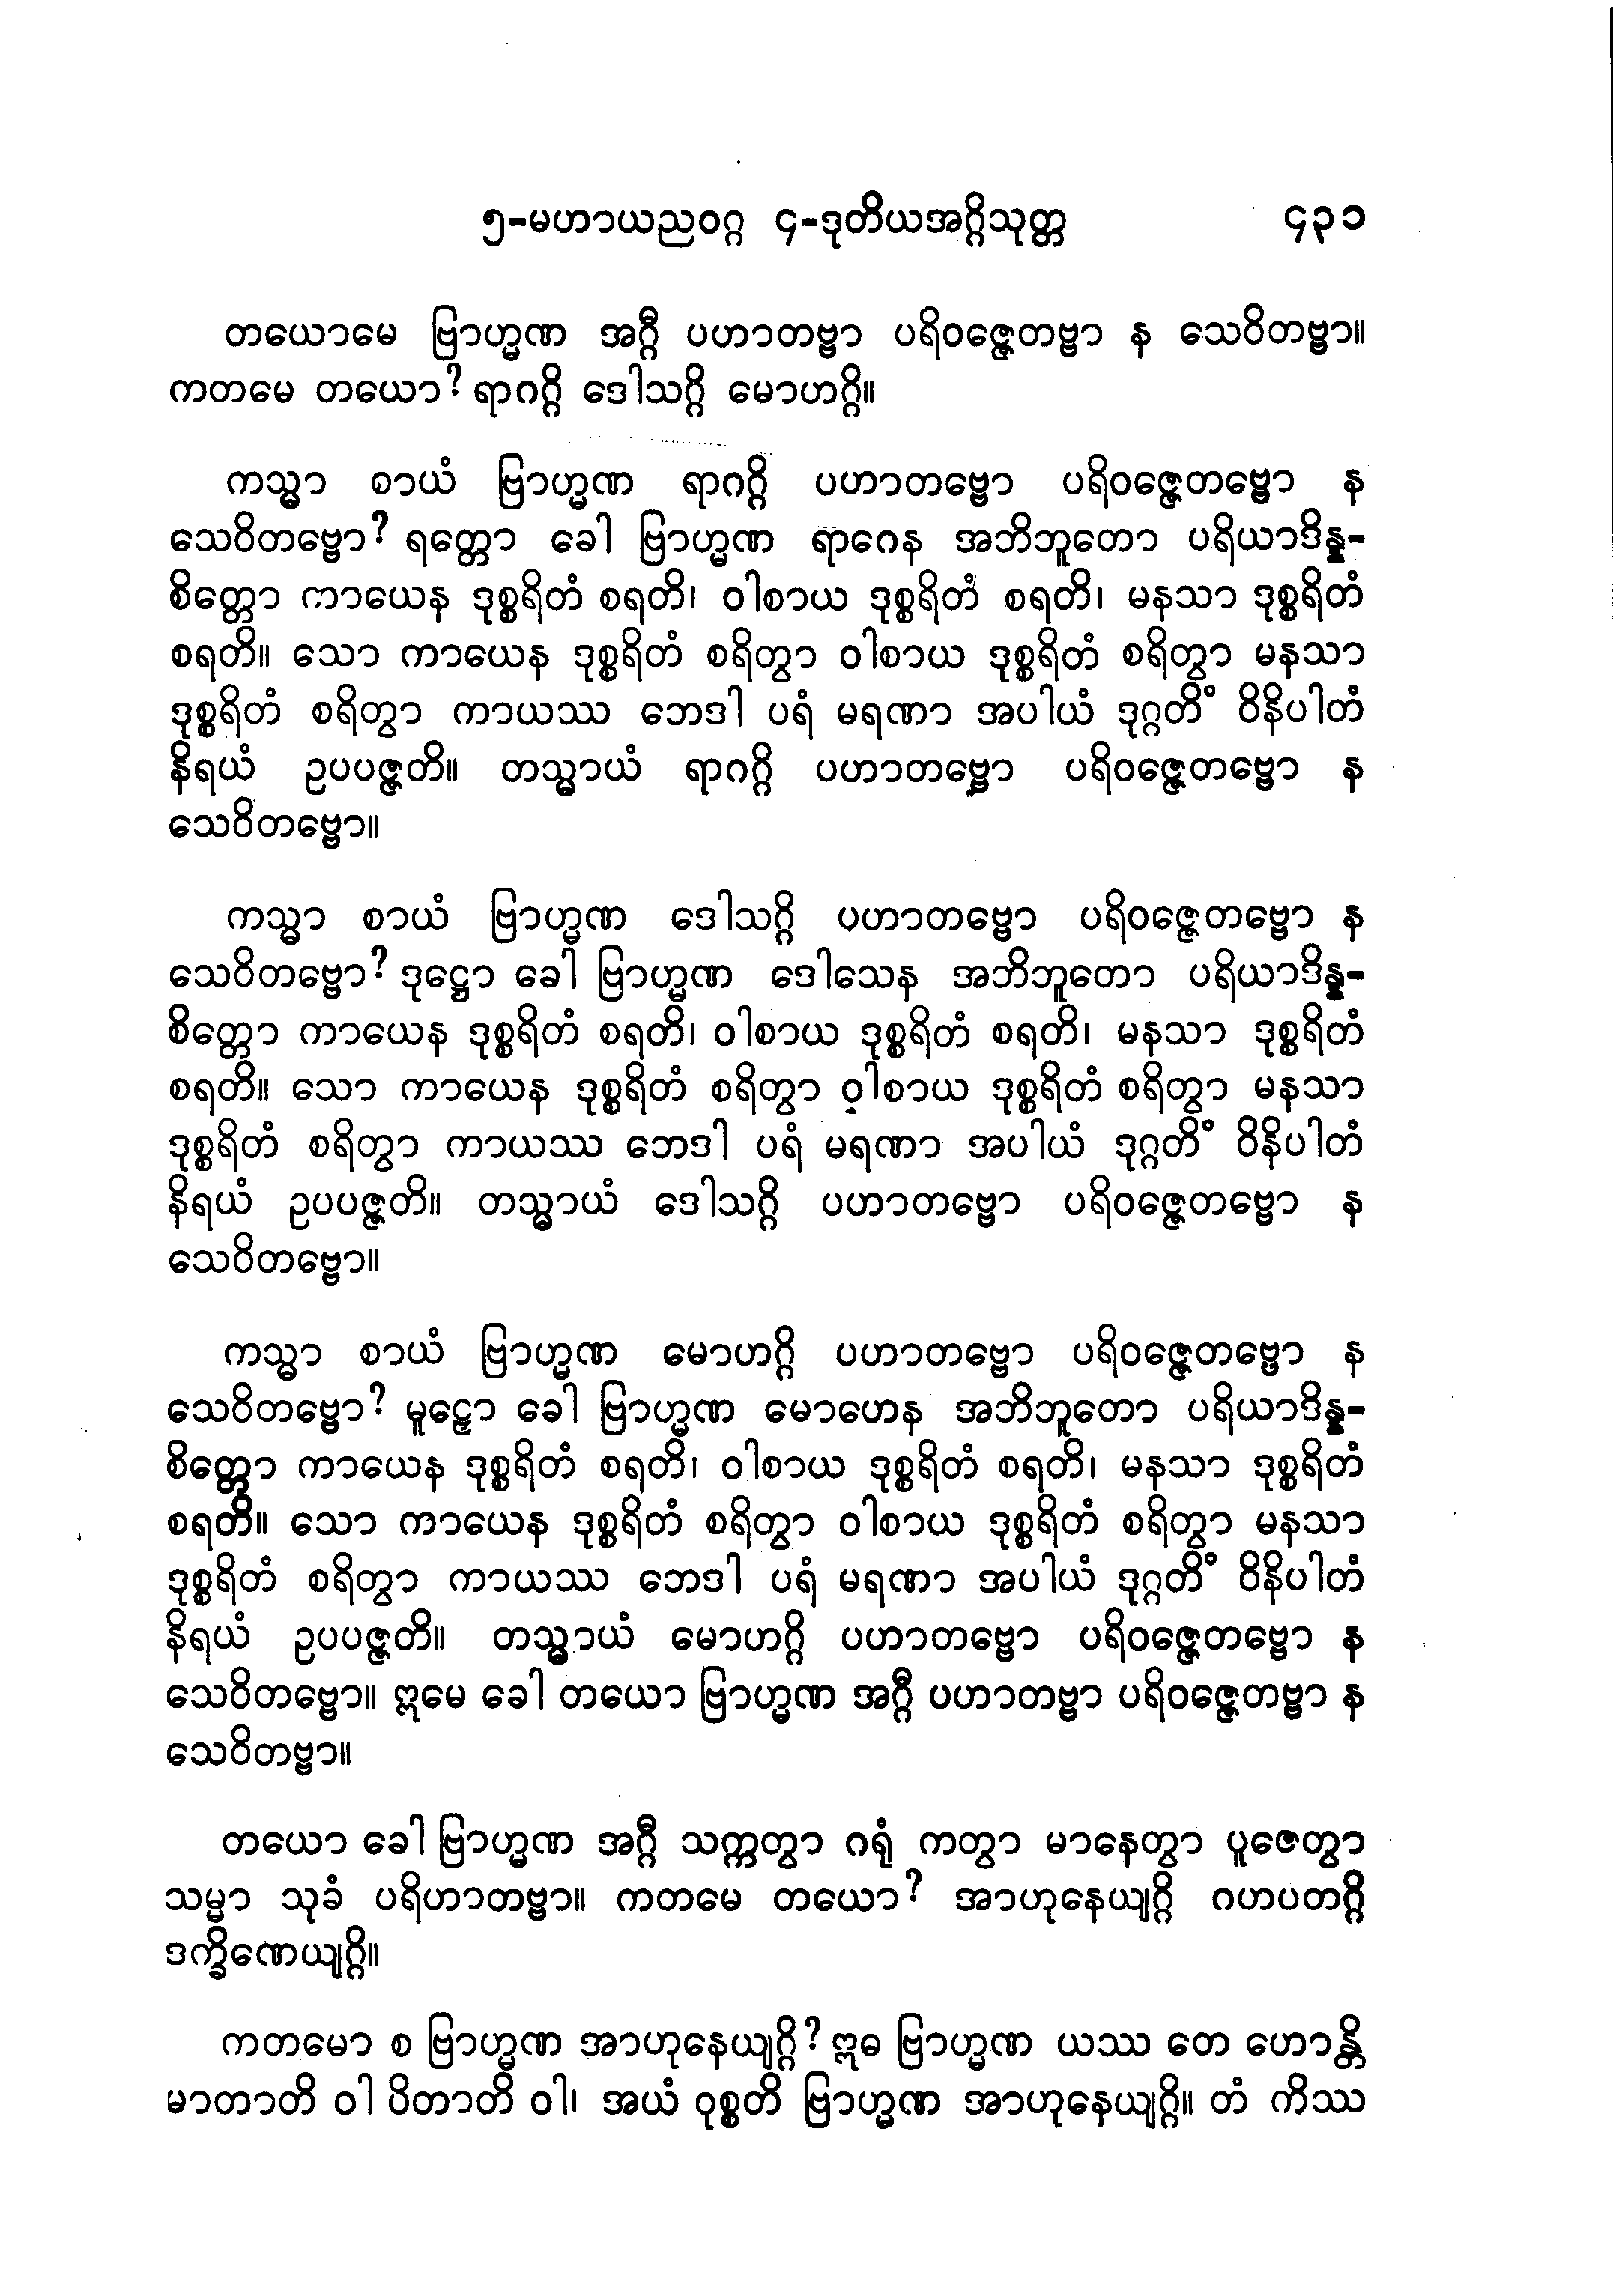 ၅-မဟာယညဝဂ္ဂ ၄-ဒုတိယအဂ္ဂိသုတ္တ ၄၃၁
တယောမေ ဗြာဟ္မဏ အဂ္ဂီ ပဟာတဗ္ဗာ ပရိဝဇ္ဇေတဗ္ဗာ န သေဝိတဗ္ဗာ။
ကတမေ တယော? ရာဂဂ္ဂိ ဒေါသဂ္ဂိ မောဟဂ္ဂိ။
ကသ္မာ စာယံ ဗြာဟ္မဏ ရာဂဂ္ဂိ ပဟာတဗ္ဗော ပရိဝဇ္ဇေတဗ္ဗော န
သေဝိတဗ္ဗော? ရတ္တော ခေါ ဗြာဟ္မဏ ရာဂေန အဘိဘူတော ပရိယာဒိန္န-
စိတ္တော ကာယေန ဒုစ္စရိတံ စရတိ၊ ဝါစာယ ဒုစ္စရိတံ စရတိ၊ မနသာ ဒုစ္စရိတံ
စရတိ။ သော ကာယေန ဒုစ္စရိတံ စရိတွာ ဝါစာယ ဒုစ္စရိတံ စရိတွာ မနသာ
ဒုစ္စရိတံ စရိတွာ ကာယဿ ဘေဒါ ပရံ မရဏာ အပါယံ ဒုဂ္ဂတိံ ဝိနိပါတံ
နိရယံ ဥပပဇ္ဇတိ။ တသ္မာယံ ရာဂဂ္ဂိ ပဟာတဗ္ဗော ပရိဝဇ္ဇေတဗ္ဗော န
သေဝိတဗ္ဗော။
ကသ္မာ စာယံ ဗြာဟ္မဏ ဒေါသဂ္ဂိ ပဟာတဗ္ဗော ပရိဝဇ္ဇေတဗ္ဗော န
သေဝိတဗ္ဗော? ဒုဋ္ဌော ခေါ ဗြာဟ္မဏ ဒေါသေန အဘိဘူတော ပရိယာဒိန္န-
စိတ္တော ကာယေန ဒုစ္စရိတံ စရတိ၊ ဝါစာယ ဒုစ္စရိတံ စရတိ၊ မနသာ ဒုစ္စရိတံ
စရတိ။ သော ကာယေန ဒုစ္စရိတံ စရိတွာ ဝါစာယ ဒုစ္စရိတံ စရိတွာ မနသာ
ဒုစ္စရိတံ စရိတွာ ကာယဿ ဘေဒါ ပရံ မရဏာ အပါယံ ဒုဂ္ဂတိံ ဝိနိပါတံ
နိရယံ ဥပပဇ္ဇတိ။ တသ္မာယံ ဒေါသဂ္ဂိ ပဟာတဗ္ဗော ပရိဝဇ္ဇေတဗ္ဗော န
သေဝိတဗ္ဗော။
ကသ္မာ စာယံ ဗြာဟ္မဏ မောဟဂ္ဂိ ပဟာတဗ္ဗော ပရိဝဇ္ဇေတဗ္ဗော န
သေဝိတဗ္ဗော? မူဠှော ခေါ ဗြာဟ္မဏ မောဟေန အဘိဘူတော ပရိယာဒိန္န-
စိတ္တော ကာယေန ဒုစ္စရိတံ စရတိ၊ ဝါစာယ ဒုစ္စရိတံ စရတိ၊ မနသာ ဒုစ္စရိတံ
စရတိ။ သော ကာယေန ဒုစ္စရိတံ စရိတွာ ဝါစာယ ဒုစ္စရိတံ စရိတွာ မနသာ
ဒုစ္စရိတံ စရိတွာ ကာယဿ ဘေဒါ ပရံ မရဏာ အပါယံ ဒုဂ္ဂတိံ ဝိနိပါတံ
နိရယံ ဥပပဇ္ဇတိ။ တသ္မာယံ မောဟဂ္ဂိ ပဟာတဗ္ဗော ပရိဝဇ္ဇေတဗ္ဗော န
သေဝိတဗ္ဗော။ ဣမေ ခေါ တယော ဗြာဟ္မဏ အဂ္ဂီ ပဟာတဗ္ဗာ ပရိဝဇ္ဇေတဗ္ဗာ န
သေဝိတဗ္ဗာ။
တယော ခေါ ဗြာဟ္မဏ အဂ္ဂီ သက္ကတွာ ဂရုံ ကတွာ မာနေတွာ ပူဇေတွာ
သမ္မာ သုခံ ပရိဟာတဗ္ဗာ။ ကတမေ တယော? အာဟုနေယျဂ္ဂိ ဂဟပတဂ္ဂိ
ဒက္ခိဏေယျဂ္ဂိ။
ကတမော စ ဗြာဟ္မဏ အာဟုနေယျဂ္ဂိ? ဣဓ ဗြာဟ္မဏ ယဿ တေ ဟောန္တိ
မာတာတိ ဝါ ပိတာတိ ဝါ၊ အယံ ဝုစ္စတိ ဗြာဟ္မဏ အာဟုနေယျဂ္ဂိ။ တံ ကိဿ